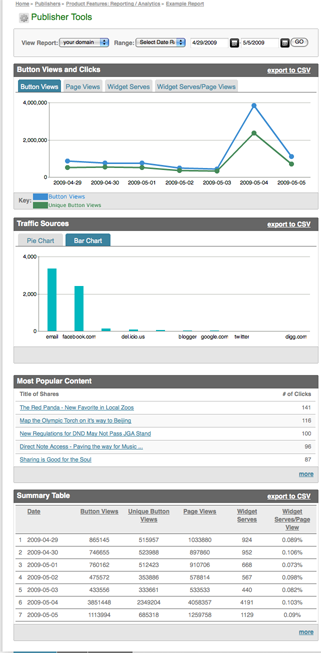 Home » Publishers » Product Features: Reporting / Analytics » Example Report
Publisher Tools
View Report: your domain Range: - Select Date R 4/29/2009 5/5/2009 GO
Button Views and Clicks export to CSV
Button Views Page Views Widget Serves Widget Serves/Page Views
4,000,000
2,000,000
0
2009-04-29 2009-04-30 2009-05-01 2009-05-02 2009-05-03 2009-05-04 2009-05-05
Key: Button Views
Unique Button Views
Traffic Sources export to CSV
Pie Chart Bar Chart
4,000
2,000
0
email facebook.com del.icio.us blogger google.com twitter digg.com
Most Popular Content
Title of Shares # of Clicks
The Red Panda - New Favorite in Local Zoos 141
Map the Olympic Torch on it's way to Beijing 116
New Regulations for DND May Not Pass JGA Stand 100
Direct Note Access - Paving the way for Music ... 96
Sharing is Good for the Soul 87
more
Summary Table export to CSV
Date Button Views Unique Button Views Page Views Widget Serves Widget Serves/Page View
1 2009-04-29 865145 515957 1033680 924 0.089%
2 2009-04-30 746655 523988 897860 952 0.106%
3 2009-05-01 760162 512423 910706 668 0.073%
4 2009-05-02 475572 353886 578814 567 0.098%
5 2009-05-03 433556 333661 533533 440 0.082%
6 2009-05-04 3851448 2349204 4058357 4191 0.103%
7 2009-05-05 1113994 685318 1259758 1129 0.09%
more